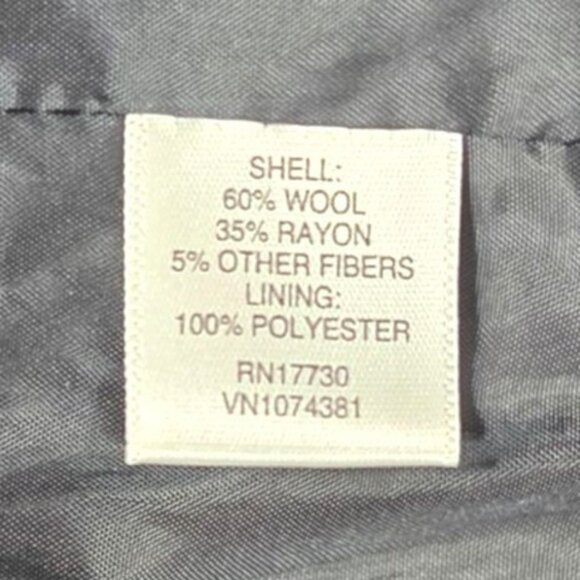 SHELL:
60% WOOL
35% RAYON
5% OTHER FIBERS
LINING:
100% POLYESTER
RN17730
VN1074381